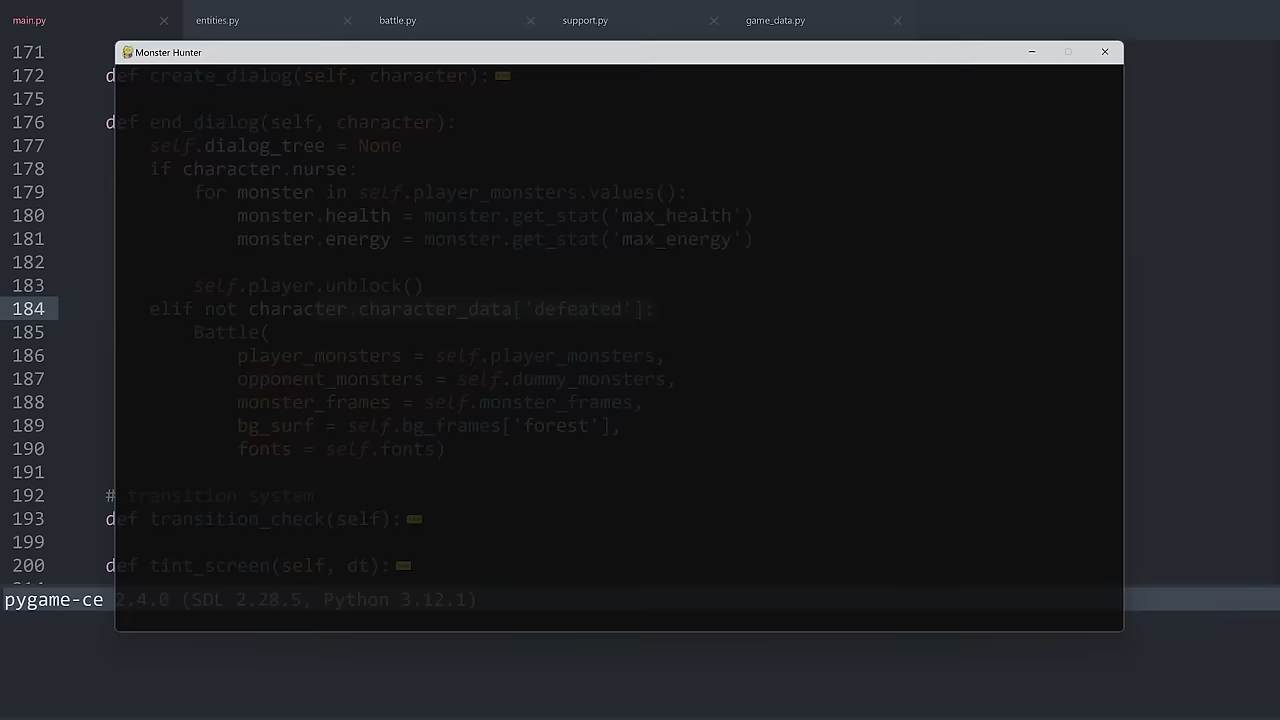 main.py entities.py battle.py support.py game_data.py
171
Monster Hunter
172 def create_dialog(self, character):
175
176 def end_dialog(self, character):
177 self.dialog_tree = None
178 if character.nurse:
179 for monster in self.player_monsters.values():
180 monster.health = monster.get_stat('max_health')
181 monster.energy = monster.get_stat('max_energy')
182
183 self.player.unblock()
184 elif not character.character_data['defeated']:
185 Battle(
186 player_monsters = self.player_monsters,
187 opponent_monsters = self.dummy_monsters,
188 monster_frames = self.monster_frames,
189 bg_surf = self.bg_frames['forest'],
190 fonts = self.fonts)
191
192 # transition system
193 def transition_check(self):
199
200 def tint_screen(self, dt):
pygame-ce 2.4.0 (SDL 2.28.5, Python 3.12.1)